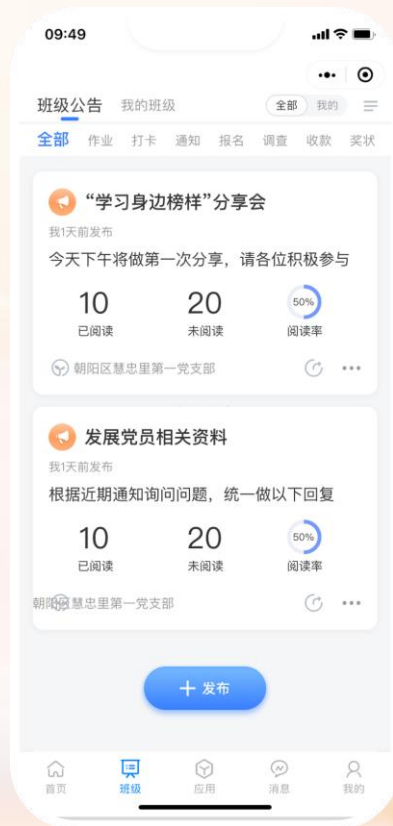 09:49
班级公告 我的班级 全部 我的
全部 作业 打卡 通知 报名 调查 收款 奖状
“学习身边榜样”分享会
我1天前发布
今天下午将做第一次分享，请各位积极参与
10 20 50%
已阅读 未阅读 阅读率
朝阳区慧忠里第一党支部
发展党员相关资料
我1天前发布
根据近期通知询问问题，统一做以下回复
10 20 50%
已阅读 未阅读 阅读率
朝阳区慧忠里第一党支部
发布
首页 班级 应用 消息 我的